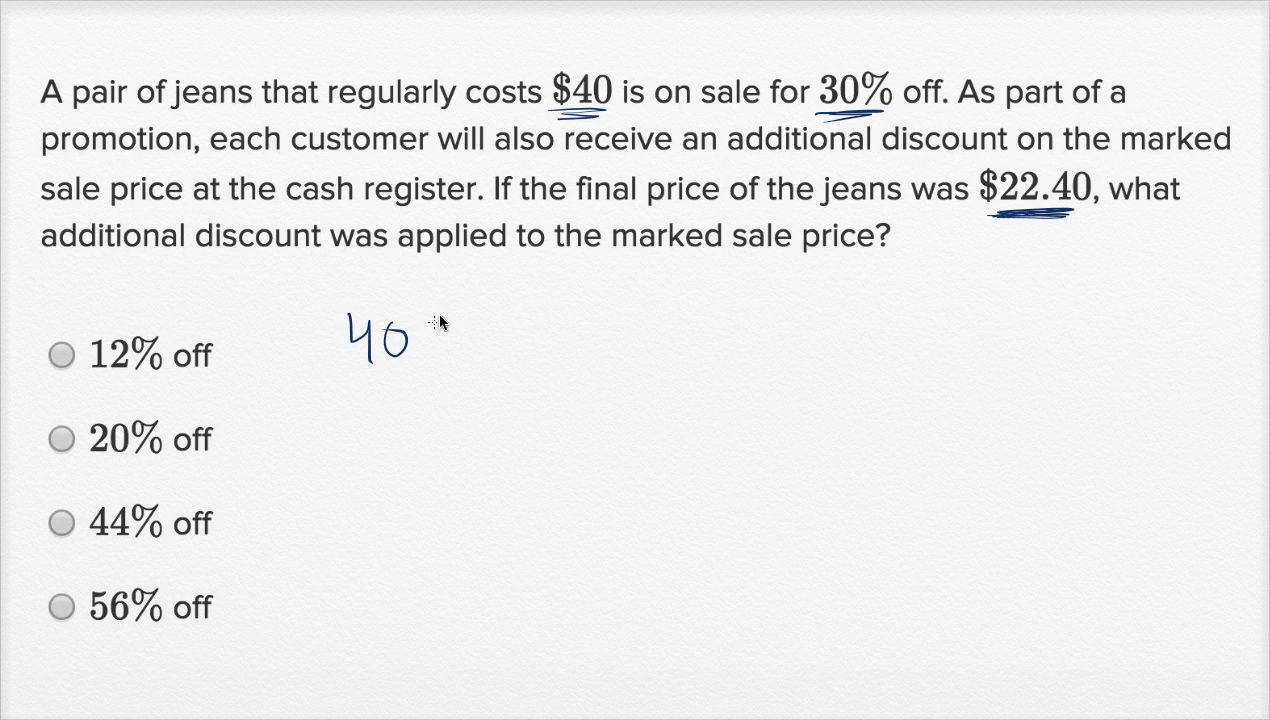 A pair of jeans that regularly costs $40 is on sale for 30% off. As part of a
promotion, each customer will also receive an additional discount on the marked
sale price at the cash register. If the final price of the jeans was $22.40, what
additional discount was applied to the marked sale price?
12% off
40
20% off
44% off
56% off